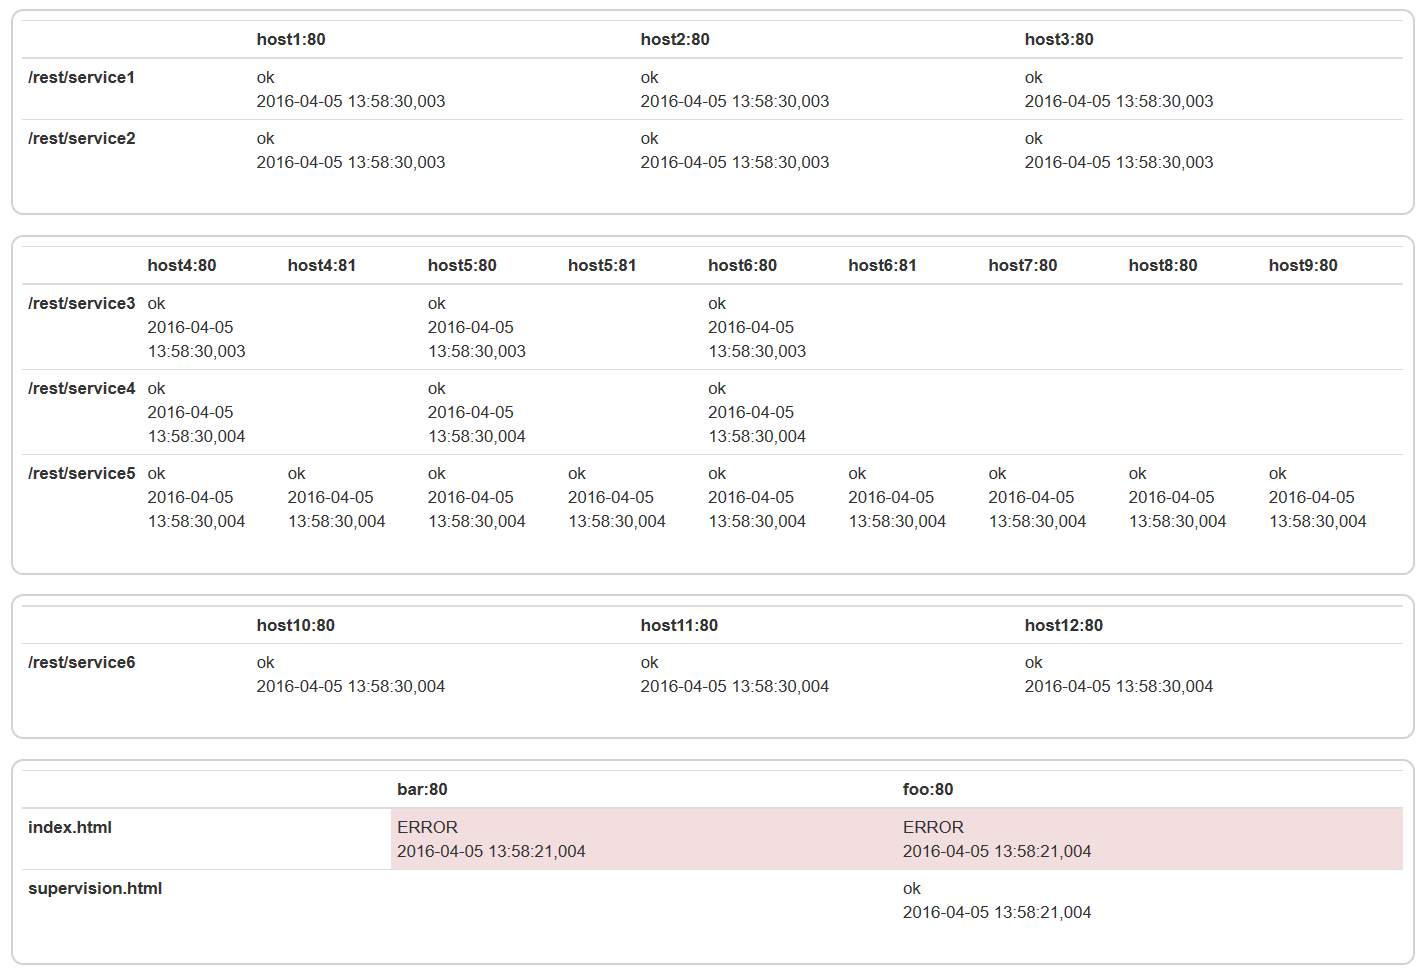 host1:80 host2:80 host3:80
/rest/service1 ok ok ok
2016-04-05 13:58:30,003 2016-04-05 13:58:30,003 2016-04-05 13:58:30,003
/rest/service2 ok ok ok
2016-04-05 13:58:30,003 2016-04-05 13:58:30,003 2016-04-05 13:58:30,003
host4:80 host4:81 host5:80 host5:81 host6:80 host6:81 host7:80 host8:80 host9:80
/rest/service3 ok ok ok
2016-04-05 2016-04-05 2016-04-05
13:58:30,003 13:58:30,003 13:58:30,003
/rest/service4 ok ok ok
2016-04-05 2016-04-05 2016-04-05
13:58:30,004 13:58:30,004 13:58:30,004
/rest/service5 ok ok ok ok ok ok ok ok ok
2016-04-05 2016-04-05 2016-04-05 2016-04-05 2016-04-05 2016-04-05 2016-04-05 2016-04-05 2016-04-05
13:58:30,004 13:58:30,004 13:58:30,004 13:58:30,004 13:58:30,004 13:58:30,004 13:58:30,004 13:58:30,004 13:58:30,004
host10:80 host11:80 host12:80
/rest/service6 ok ok ok
2016-04-05 13:58:30,004 2016-04-05 13:58:30,004 2016-04-05 13:58:30,004
bar:80 foo:80
index.html ERROR ERROR
2016-04-05 13:58:21,004 2016-04-05 13:58:21,004
supervision.html ok
2016-04-05 13:58:21,004